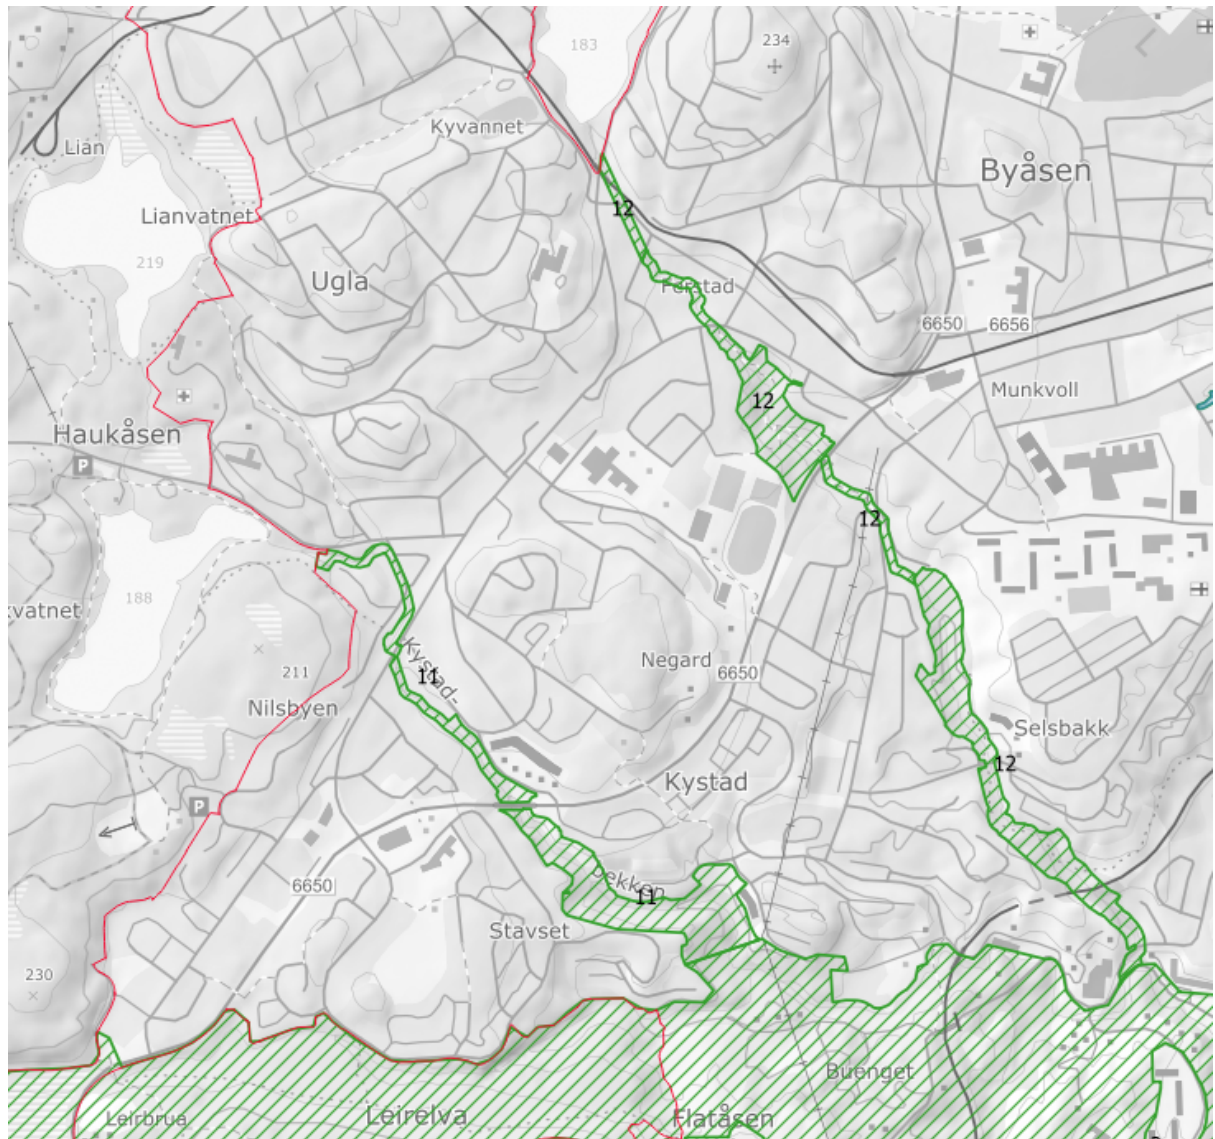 183
234
Kyvannet
Lian
Byåsen
12
Lianvatnet
219
Ugla
Ferstad
6650
6656
Munkvoll
12
Haukåsen
P
12
188
kvatnet
Negard
211
6650
Kystad-
11
Nilsbyen
Selsbakk
12
Kystad
P
6650
bekken
11
Stavset
230
Buenget
Leirbrua
Leirelva
Flatåsen